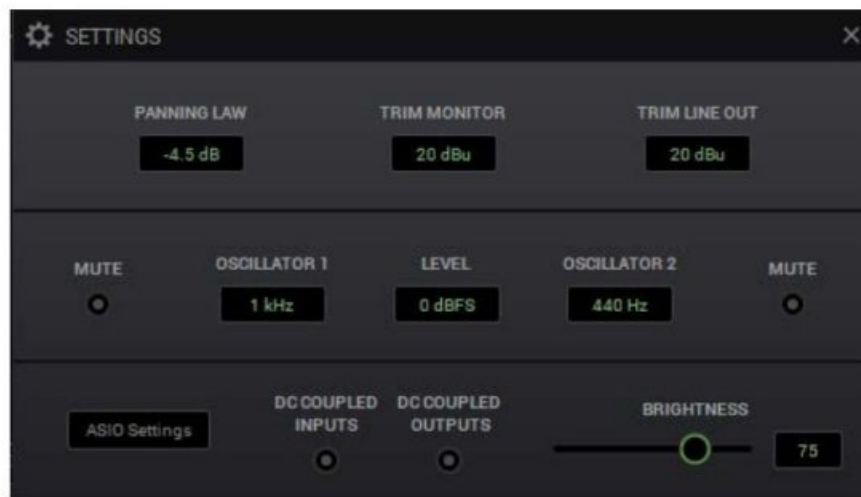 SETTINGS
PANNING LAW TRIM MONITOR TRIM LINE OUT
-4.5 dB 20 dBu 20 dBu
MUTE OSCILLATOR 1 LEVEL OSCILLATOR 2 MUTE
1 kHz 0 dBFS 440 Hz
DC COUPLED DC COUPLED
INPUTS OUTPUTS BRIGHTNESS
ASIO Settings 75